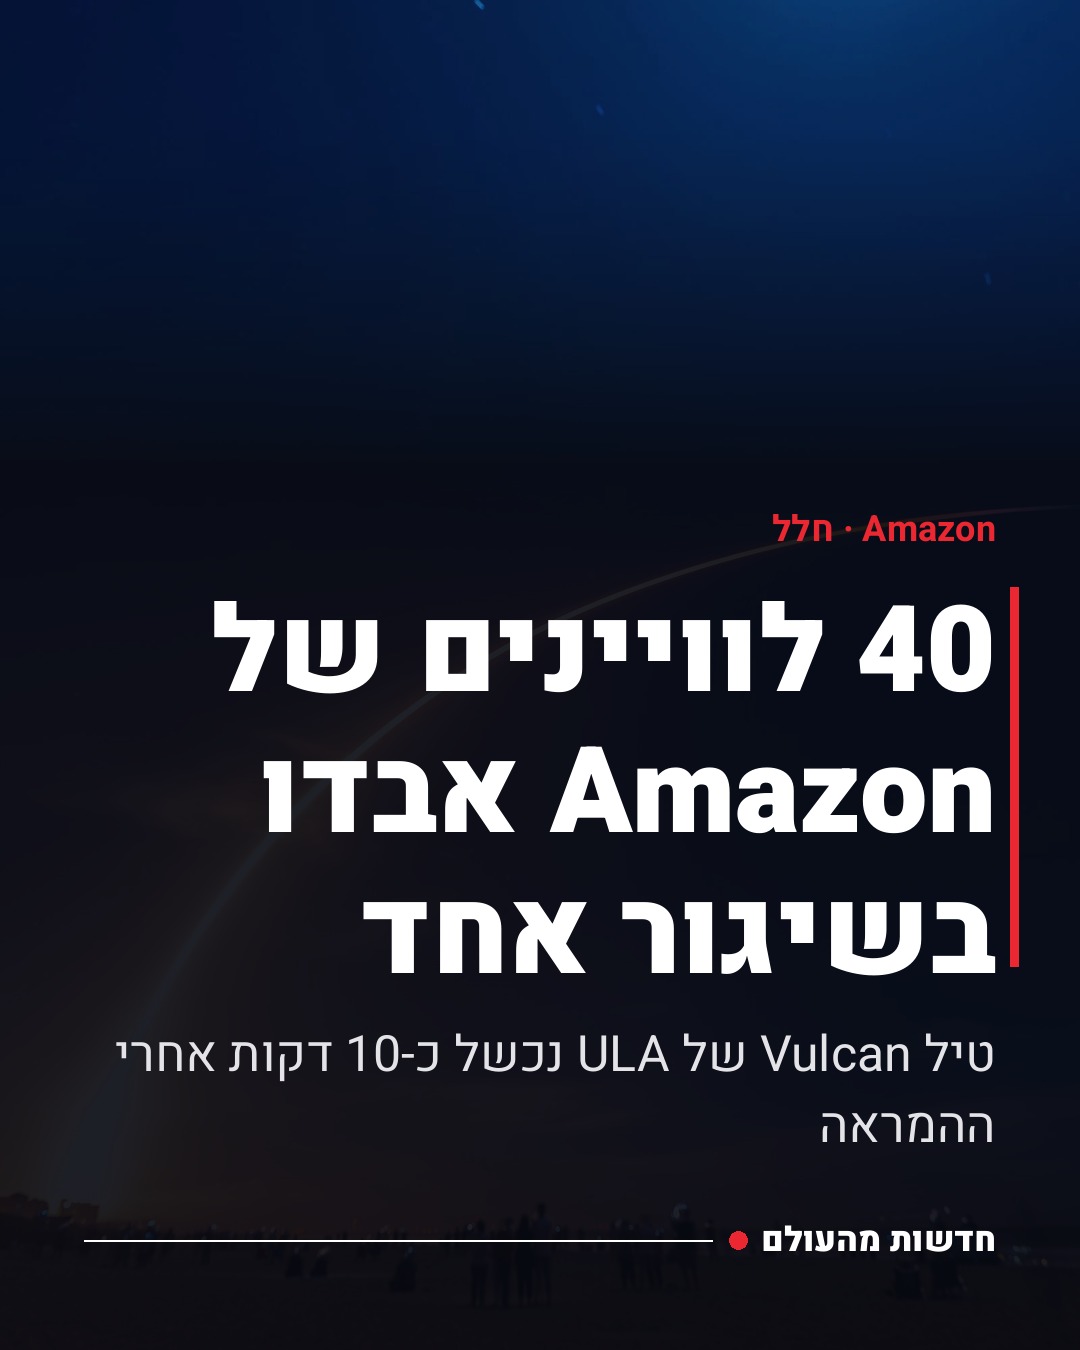 Amazon · חלל
40 לוויינים של
Amazon אבדו
בשיגור אחד
טיל Vulcan של ULA נכשל כ-10 דקות אחרי
ההמראה
חדשות מהעולם